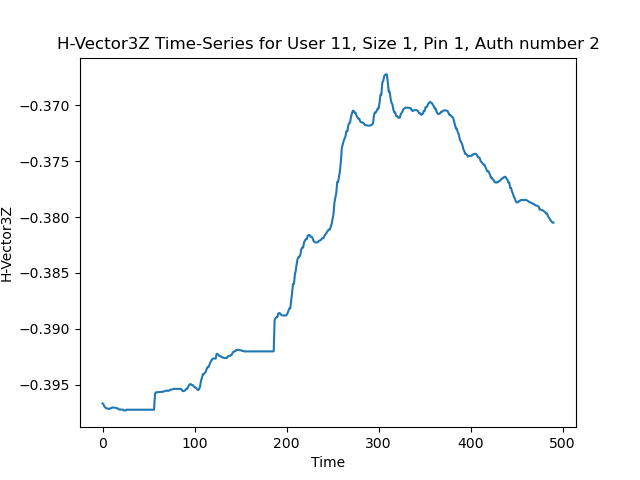 H-Vector3Z Time-Series for User 11, Size 1, Pin 1, Auth number 2
−0.370
−0.375
−0.380
−0.385
−0.390
−0.395
H-Vector3Z
0 100 200 300 400 500
Time